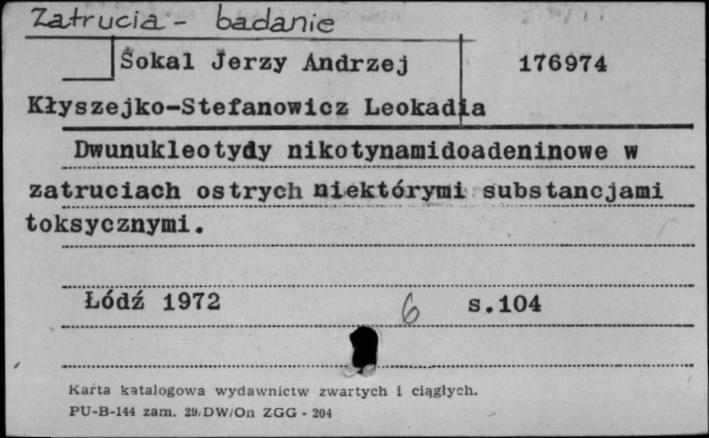 Zatrucia - badanie
Sokal Jerzy Andrzej 176974
Kłyszejko-Stefanowicz Leokadia
Dwunukleotydy nikotynamidoadeninowe w
zatruciach ostrych niektórymi substancjami
toksycznymi.
Łódź 1972 6 s.104
Karta katalogowa wydawnictw zwartych i ciągłych.
PU-B-144 zam. 29/DW/On ZGG - 204